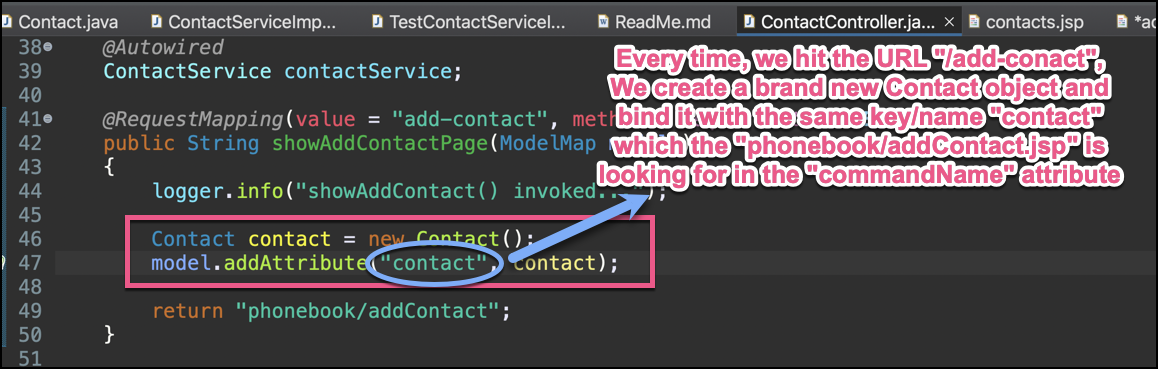 Contact.java ContactServiceImp... TestContactServiceI... ReadMe.md ContactController.ja... contacts.jsp *ac
38 @Autowired
39 ContactService contactService;
40
41 @RequestMapping(value = "add-contact", meth
42 public String showAddContactPage(ModelMap
43 {
44 logger.info("showAddContact() invoked... );
45
46 Contact contact = new Contact();
47 model.addAttribute("contact", contact);
48
49 return "phonebook/addContact";
50 }
51
Every time, we hit the URL "/add-conact",
We create a brand new Contact object and
bind it with the same key/name "contact"
which the "phonebook/addContact.jsp" is
looking for in the "commandName" attribute